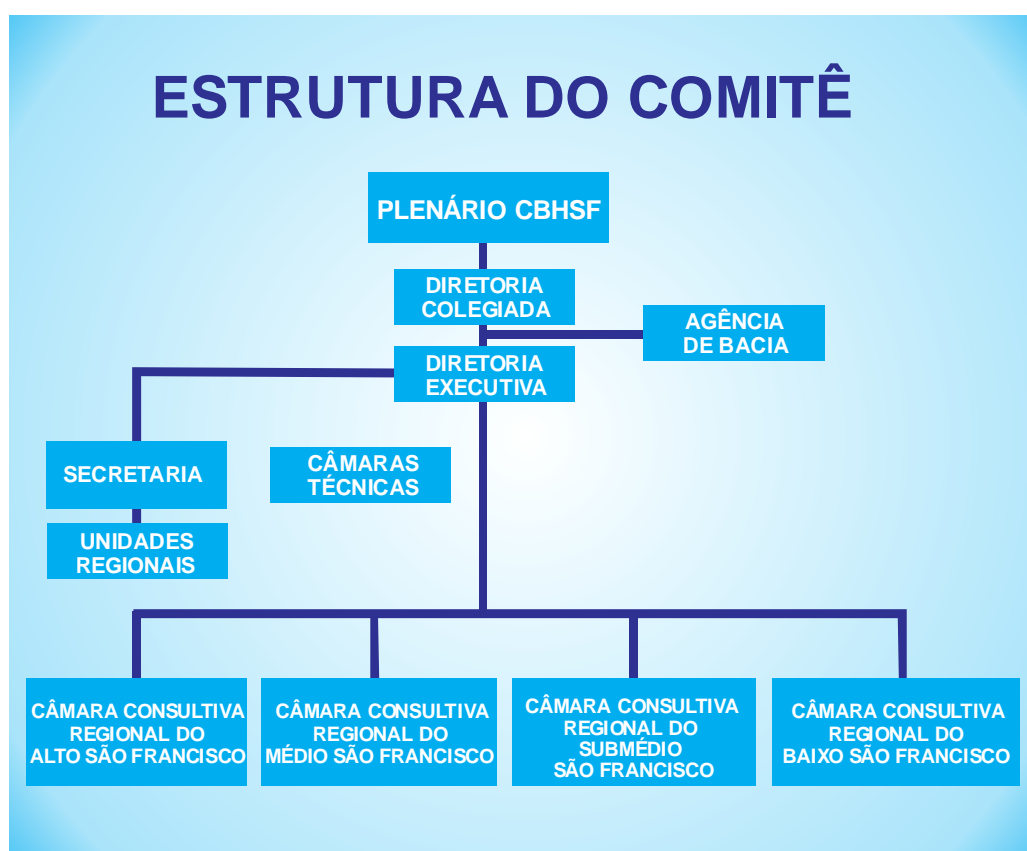 ESTRUTURA DO COMITÊ
PLENÁRIO CBHSF
DIRETORIA
COLEGIADA
AGÊNCIA
DE BACIA
DIRETORIA
EXECUTIVA
SECRETARIA
CÂMARAS
TÉCNICAS
UNIDADES
REGIONAIS
CÂMARA CONSULTIVA
REGIONAL DO
ALTO SÃO FRANCISCO
CÂMARA CONSULTIVA
REGIONAL DO
MÉDIO SÃO FRANCISCO
CÂMARA CONSULTIVA
REGIONAL DO
SUBMÉDIO
SÃO FRANCISCO
CÂMARA CONSULTIVA
REGIONAL DO
BAIXO SÃO FRANCISCO